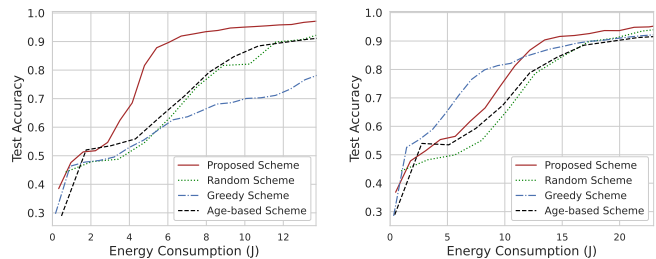 1.0
0.9
0.8
0.7
0.6
0.5
0.4
0.3
Test Accuracy
0 2 4 6 8 10 12
Energy Consumption (J)
Proposed Scheme
Random Scheme
Greedy Scheme
Age-based Scheme
1.0
0.9
0.8
0.7
0.6
0.5
0.4
0.3
Test Accuracy
0 5 10 15 20
Energy Consumption (J)
Proposed Scheme
Random Scheme
Greedy Scheme
Age-based Scheme